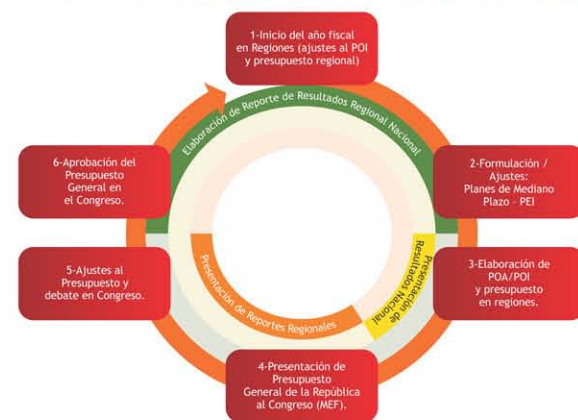 1-Inicio del año fiscal
en Regiones (ajustes al POI
y presupuesto regional)
Elaboración de Reporte de Resultados Regional Nacional
6-Aprobación del
Presupuesto
General en
el Congreso.
2-Formulación /
Ajustes:
Planes de Mediano
Plazo - PEI
5-Ajustes al
Presupuesto y
debate en Congreso.
3-Elaboración de
POA/POI
y presupuesto
en regiones.
Presentación de Reportes Regionales
Presentación de
Resultados Nacional
4-Presentación de
Presupuesto
General de la República
al Congreso (MEF).